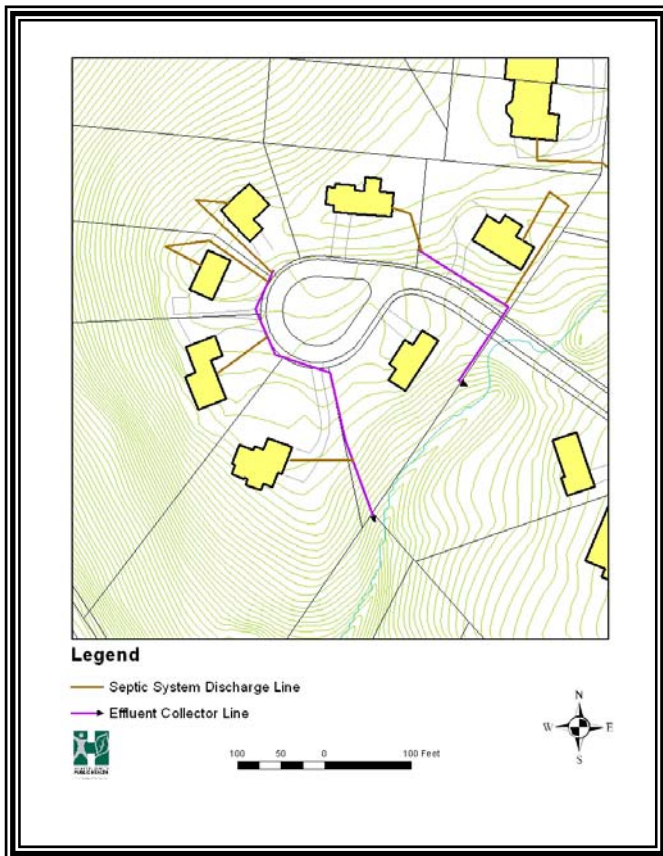 Legend
Septic System Discharge Line
Effluent Collector Line
N
W E
S
100 50 0 100 Feet
PUBLIC HEALTH